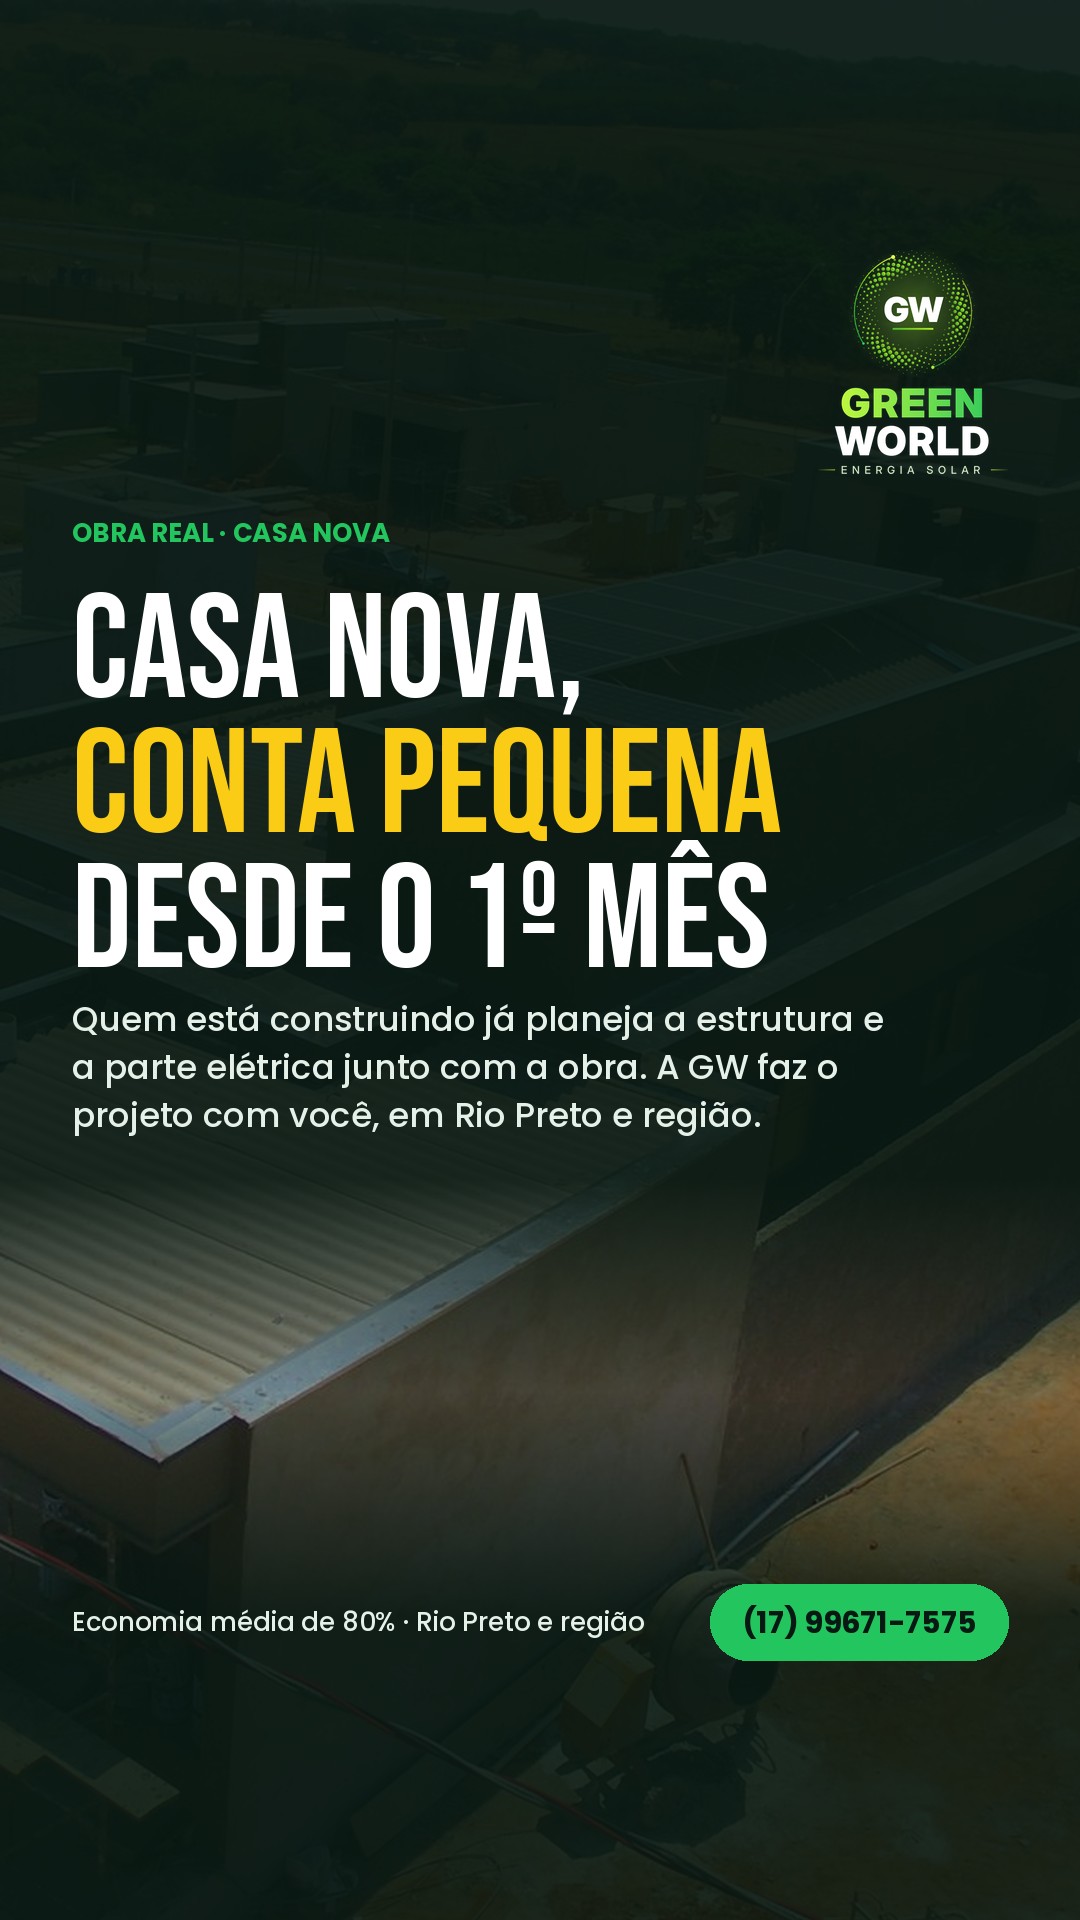 GW
GREEN
WORLD
ENERGIA SOLAR
OBRA REAL · CASA NOVA
CASA NOVA,
CONTA PEQUENA
DESDE O 1º MÊS
Quem está construindo já planeja a estrutura e
a parte elétrica junto com a obra. A GW faz o
projeto com você, em Rio Preto e região.
Economia média de 80% · Rio Preto e região
(17) 99671-7575